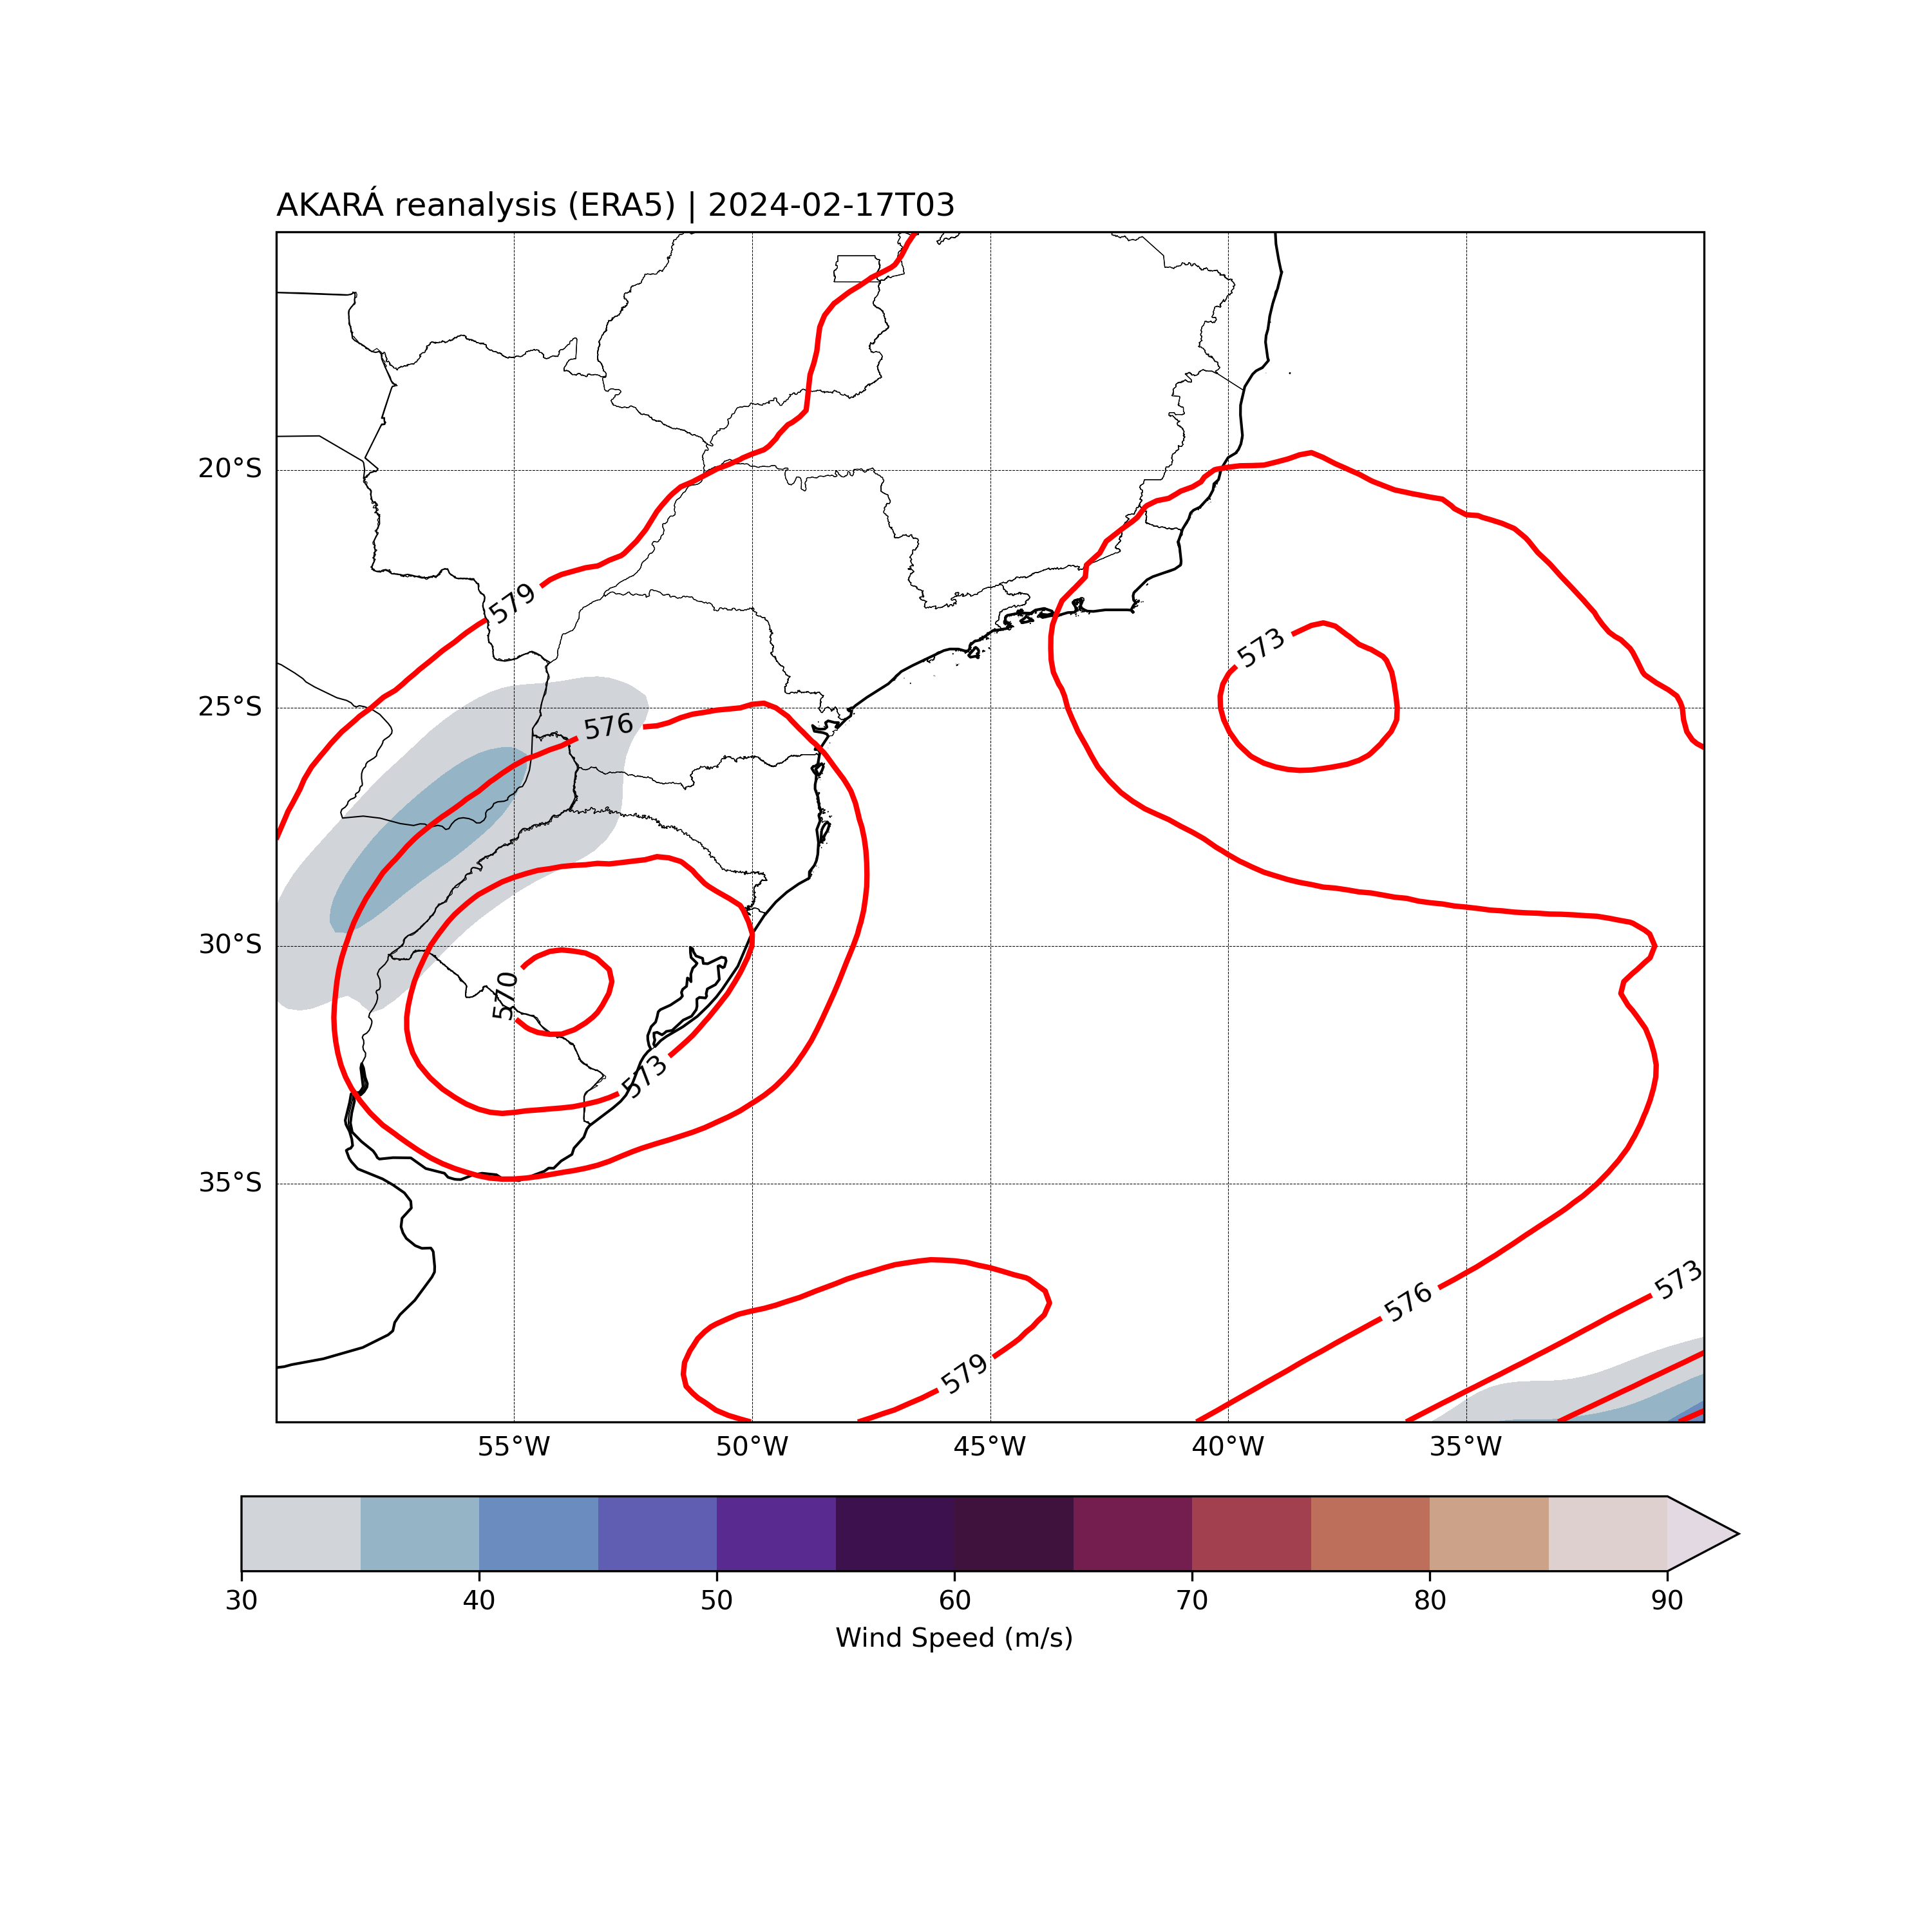 AKARÁ reanalysis (ERA5) | 2024-02-17T03
20°S
579
573
25°S
576
30°S
570
573
35°S
573
576
579
55°W 50°W 45°W 40°W 35°W
30 40 50 60 70 80 90
Wind Speed (m/s)